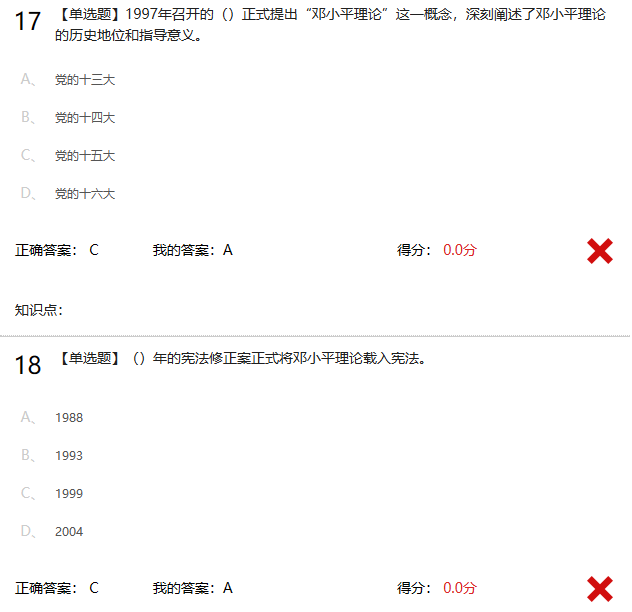 17 【单选题】1997年召开的（）正式提出“邓小平理论”这一概念，深刻阐述了邓小平理论
的历史地位和指导意义。
A、 党的十三大
B、 党的十四大
C、 党的十五大
D、 党的十六大
正确答案： C 我的答案：A 得分： 0.0分
知识点：
18 【单选题】（）年的宪法修正案正式将邓小平理论载入宪法。
A、 1988
B、 1993
C、 1999
D、 2004
正确答案： C 我的答案：A 得分： 0.0分